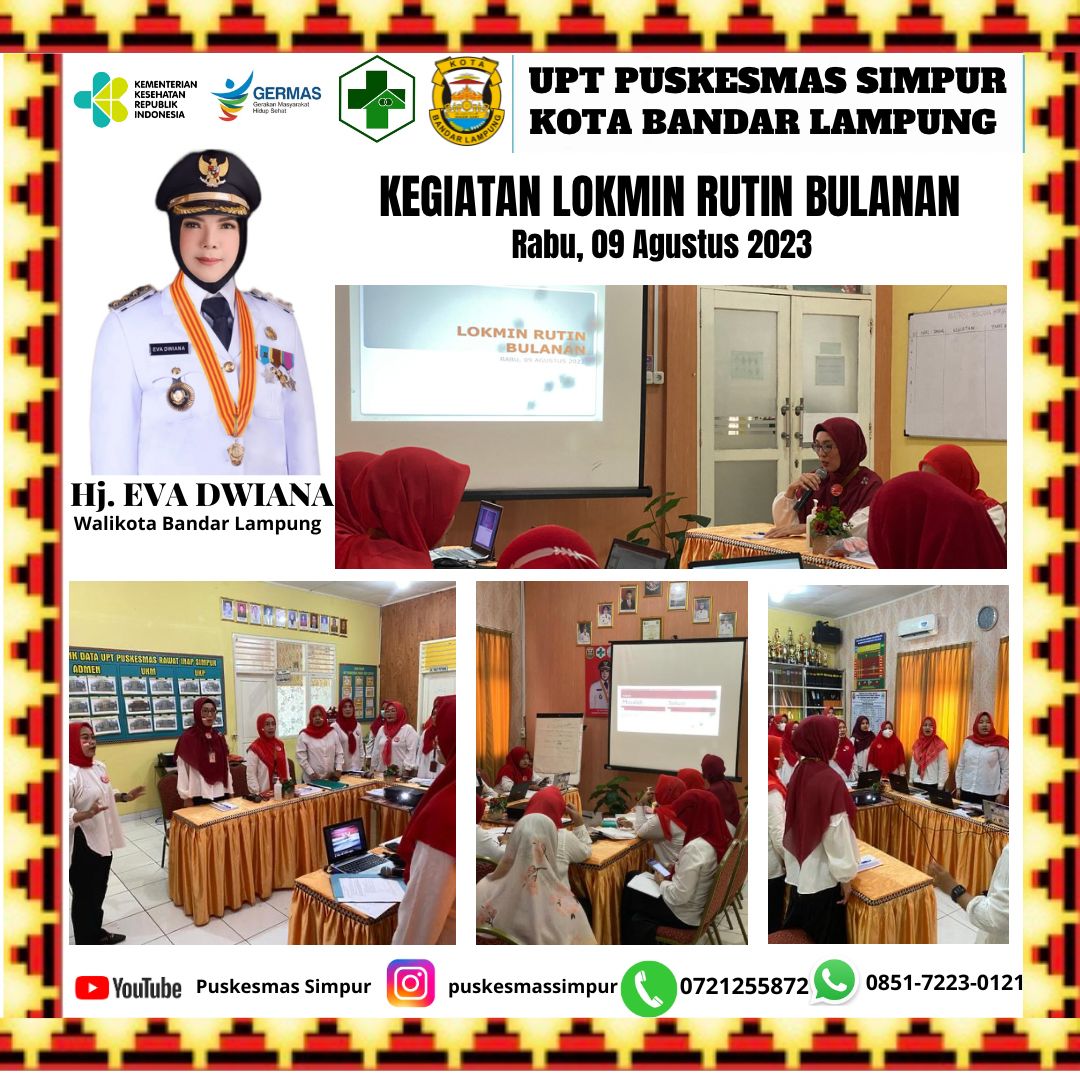 KEMENTERIAN
KESEHATAN
REPUBLIK
INDONESIA
GERMAS
Gerakan Masyarakat
Hidup Sehat
KOTA
BANDAR LAMPUNG
UPT PUSKESMAS SIMPUR
KOTA BANDAR LAMPUNG
KEGIATAN LOKMIN RUTIN BULANAN
Rabu, 09 Agustus 2023
EVA DWIANA
Hj. EVA DWIANA
Walikota Bandar Lampung
LOKMIN RUTIN
BULANAN
RABU, 09 AGUSTUS 2023
KEGIATAN
DATA UPT PUSKESMAS RAWAT INAP SIMPUR
ADMEN
UKM
UKP
YouTube
Puskesmas Simpur
puskesmassimpur
0721255872
0851-7223-0121